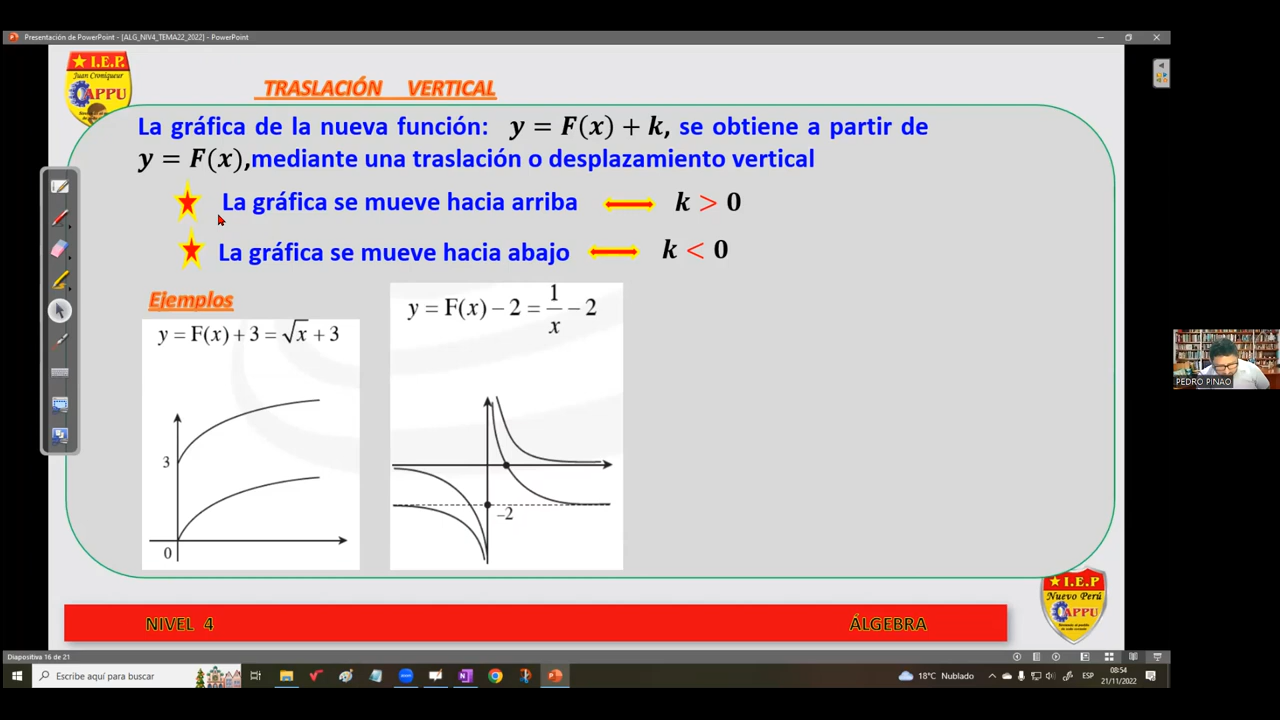 Presentación de PowerPoint - [ALG_NIV4_TEMA22_2022] - PowerPoint
I.E.P.
Juan Croniqueur
CAPPU
TRASLACIÓN VERTICAL
La gráfica de la nueva función: y = F(x) + k, se obtiene a partir de
y = F(x),mediante una traslación o desplazamiento vertical
La gráfica se mueve hacia arriba k > 0
La gráfica se mueve hacia abajo k < 0
Ejemplos
y = F(x) + 3 = √x + 3
3
0
y = F(x) − 2 = 1/x − 2
−2
PEDRO PINAO
I.E.P
Nuevo Perú
CAPPU
NIVEL 4
ÁLGEBRA
Diapositiva 16 de 21
Escribe aquí para buscar
18°C Nublado
ESP
08:54
21/11/2022